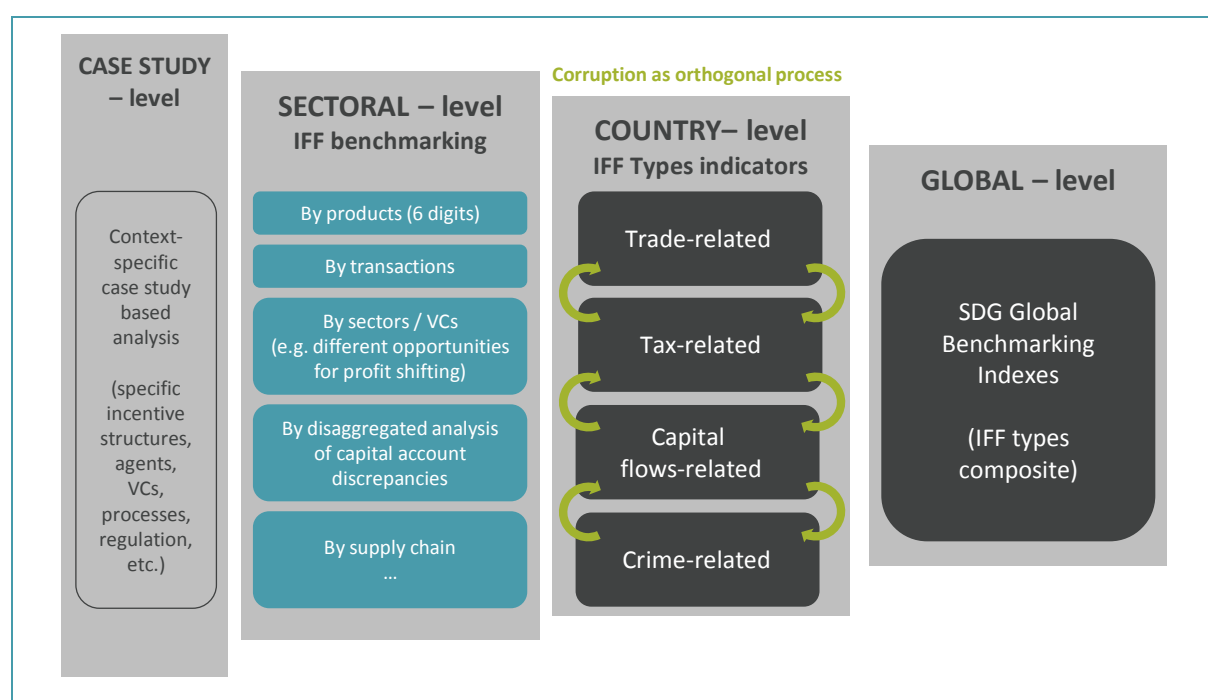 CASE STUDY
– level
Context-
specific
case study
based
analysis
(specific
incentive
structures,
agents,
VCs,
processes,
regulation,
etc.)
SECTORAL – level
IFF benchmarking
By products (6 digits)
By transactions
By sectors / VCs
(e.g. different opportunities
for profit shifting)
By disaggregated analysis
of capital account
discrepancies
By supply chain
…
Corruption as orthogonal process
COUNTRY– level
IFF Types indicators
Trade-related
Tax-related
Capital
flows-related
Crime-related
GLOBAL – level
SDG Global
Benchmarking
Indexes
(IFF types
composite)